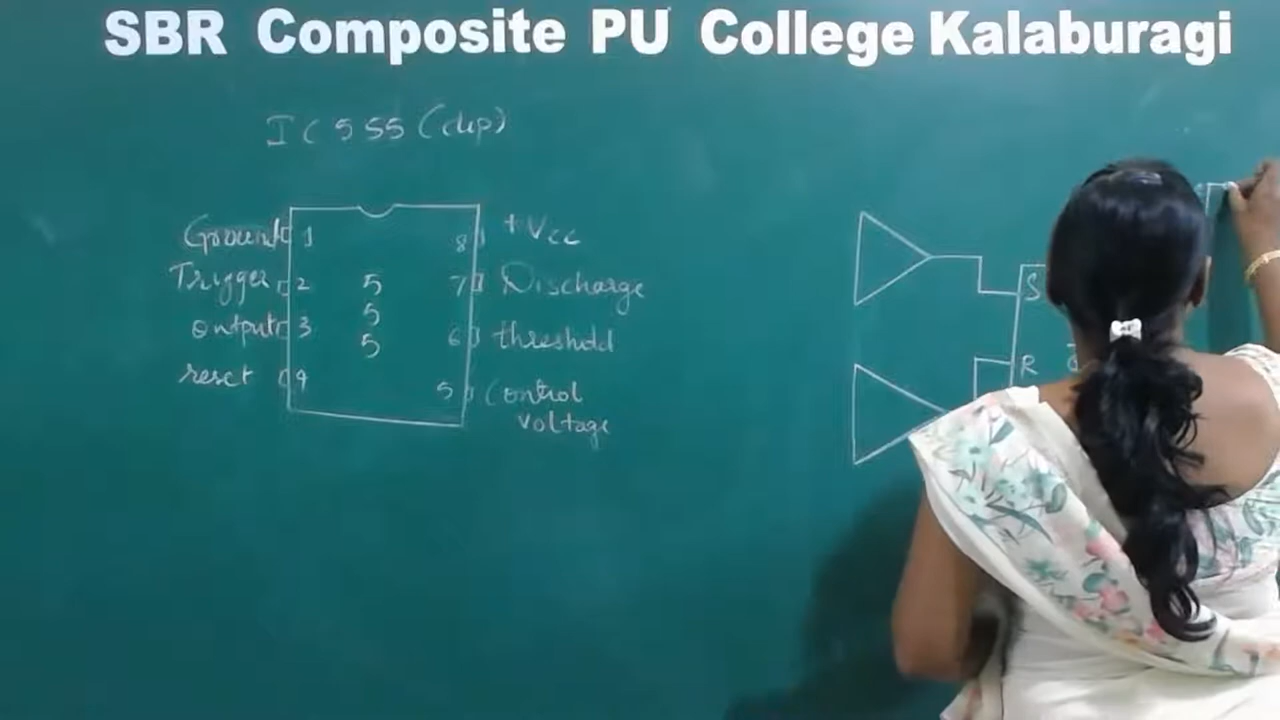 SBR Composite PU College Kalaburagi
IC 555 (dip)
Ground 1 8 +Vcc
Trigger 2 5 7 Discharge
output 3 5 6 threshold
5
reset 4 5 Control
voltage
S
R